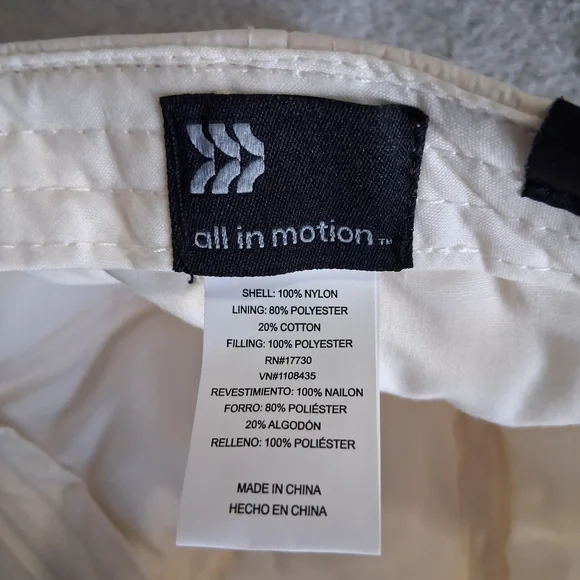 all in motion™
SHELL: 100% NYLON
LINING: 80% POLYESTER
20% COTTON
FILLING: 100% POLYESTER
RN#17730
VN#1108435
REVESTIMIENTO: 100% NAILON
FORRO: 80% POLIÉSTER
20% ALGODÓN
RELLENO: 100% POLIÉSTER
MADE IN CHINA
HECHO EN CHINA